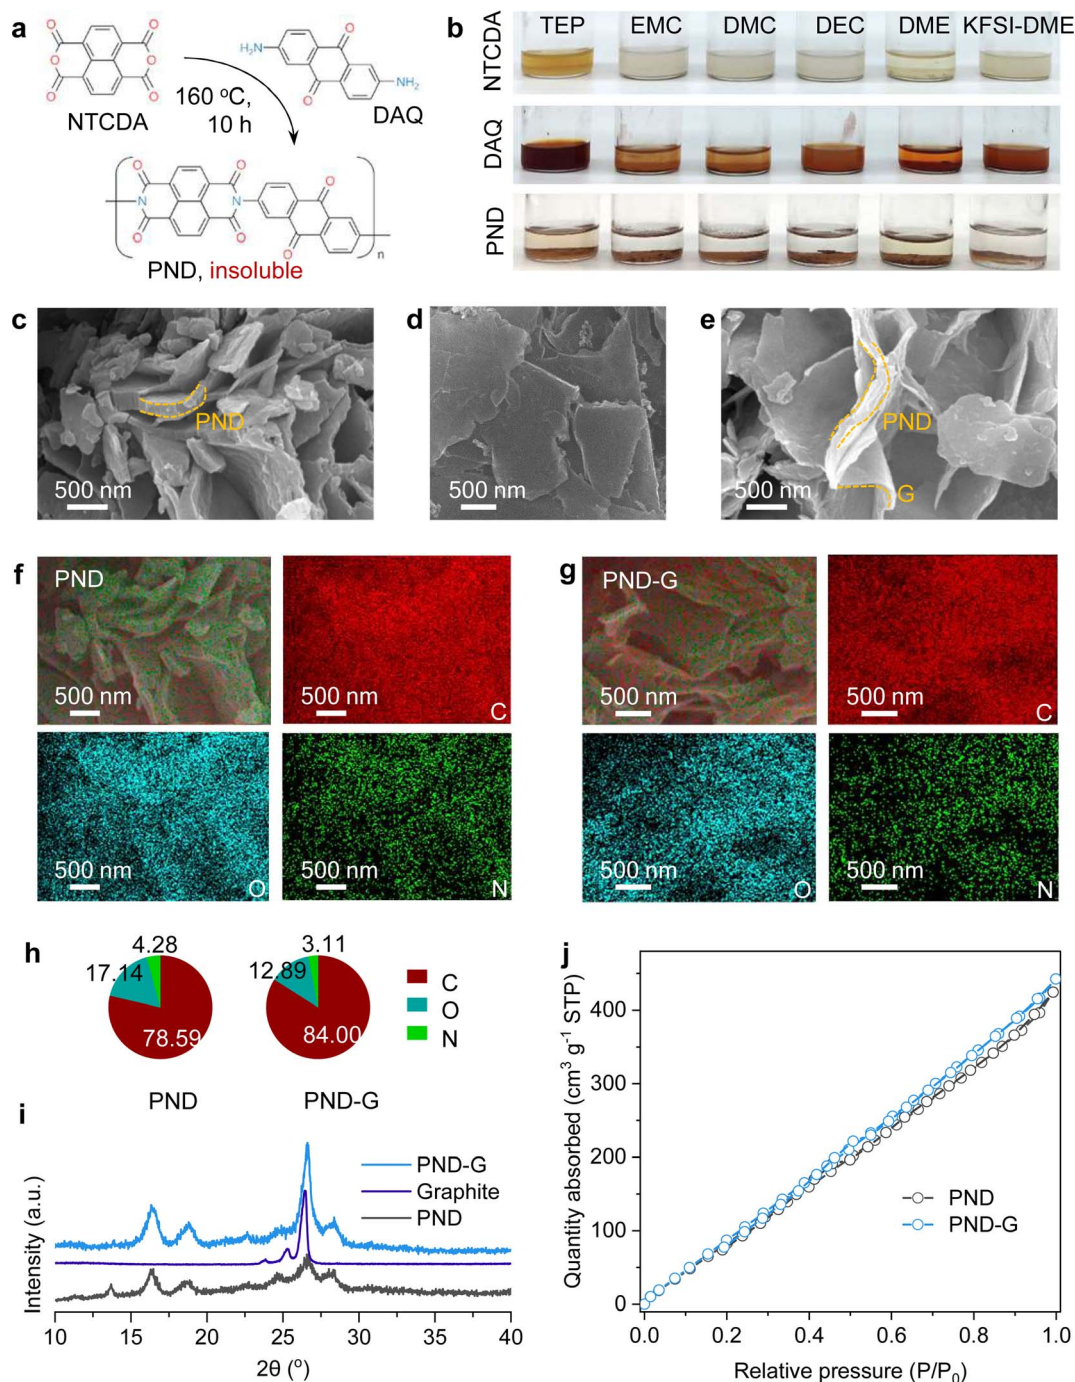 a
NTCDA
160 °C,
10 h
H₂N
NH₂
DAQ
O
O
O
O
O
O
O
O
O
O
O
O
O
O
N
N
n
PND, insoluble
b
TEP EMC DMC DEC DME KFSI-DME
NTCDA
DAQ
PND
c
PND
500 nm
d
500 nm
e
PND
G
500 nm
f
PND
500 nm
500 nm
C
500 nm
O
500 nm
N
g
PND-G
500 nm
500 nm
C
500 nm
O
500 nm
N
h
4.28
17.14
78.59
PND
3.11
12.89
84.00
PND-G
C
O
N
i
Intensity (a.u.)
PND-G
Graphite
PND
10 15 20 25 30 35 40
2θ (°)
j
Quantity absorbed (cm³ g⁻¹ STP)
400
300
200
100
0
PND
PND-G
0.0 0.2 0.4 0.6 0.8 1.0
Relative pressure (P/P₀)